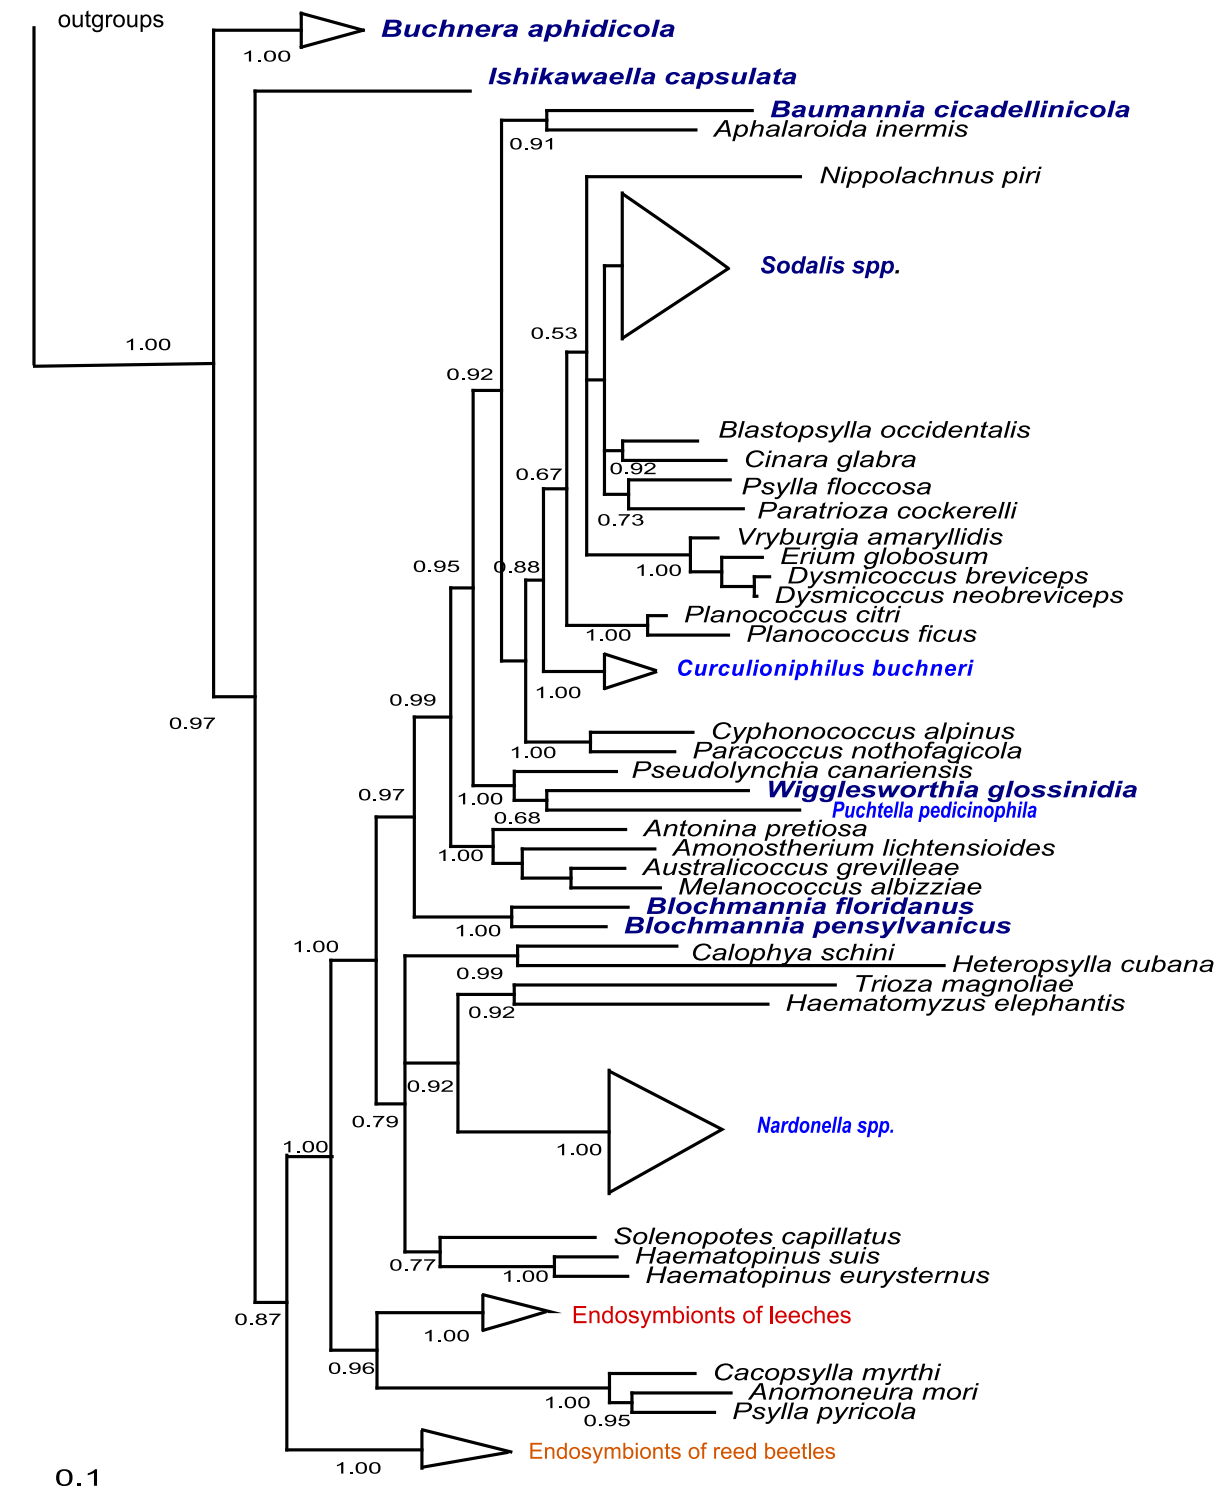 outgroups
Buchnera aphidicola
1.00
Ishikawaella capsulata
Baumannia cicadellinicola
Aphalaroida inermis
0.91
Nippolachnus piri
Sodalis spp.
0.53
1.00
0.92
Blastopsylla occidentalis
Cinara glabra
0.92
0.67
Psylla floccosa
Paratrioza cockerelli
0.73
Vryburgia amaryllidis
Erium globosum
0.95
0.88
1.00
Dysmicoccus breviceps
Dysmicoccus neobreviceps
Planococcus citri
1.00
Planococcus ficus
Curculioniphilus buchneri
1.00
0.99
0.97
Cyphonococcus alpinus
1.00
Paracoccus nothofagicola
Pseudolynchia canariensis
Wigglesworthia glossinidia
0.97
1.00
Puchtella pedicinophila
0.68
Antonina pretiosa
Amonostherium lichtensioides
1.00
Australicoccus grevilleae
Melanococcus albizziae
Blochmannia floridanus
Blochmannia pensylvanicus
1.00
1.00
Calophya schini
Heteropsylla cubana
0.99
Trioza magnoliae
Haematomyzus elephantis
0.92
0.92
0.79
Nardonella spp.
1.00
1.00
Solenopotes capillatus
Haematopinus suis
0.77
1.00
Haematopinus eurysternus
Endosymbionts of leeches
0.87
1.00
0.96
Cacopsylla myrthi
Anomoneura mori
1.00
Psylla pyricola
0.95
Endosymbionts of reed beetles
1.00
0.1